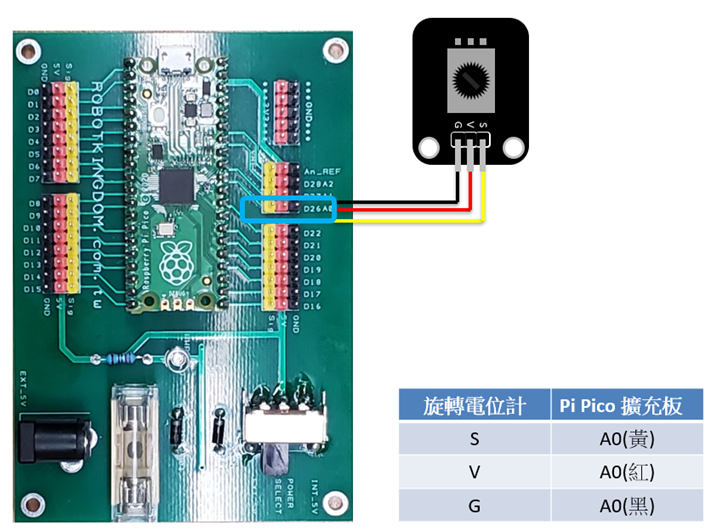 GND
5V
Sig
D0
D1
D2
D3
D4
D5
D6
D7
D8
D9
D10
D11
D12
D13
D14
D15
GND
5V
Sig
ROBOTKINGDOM.com.tw
Raspberry Pi Pico ©2020
DEBUG
GND
3V3
An_REF
D28A2
D26A0
D22
D21
D20
D19
D18
D17
D16
Sig
5V
GND
EXT_5V
POWER
SELECT
INT_5V
G
V
S
旋轉電位計 Pi Pico 擴充板
S A0(黃)
V A0(紅)
G A0(黑)